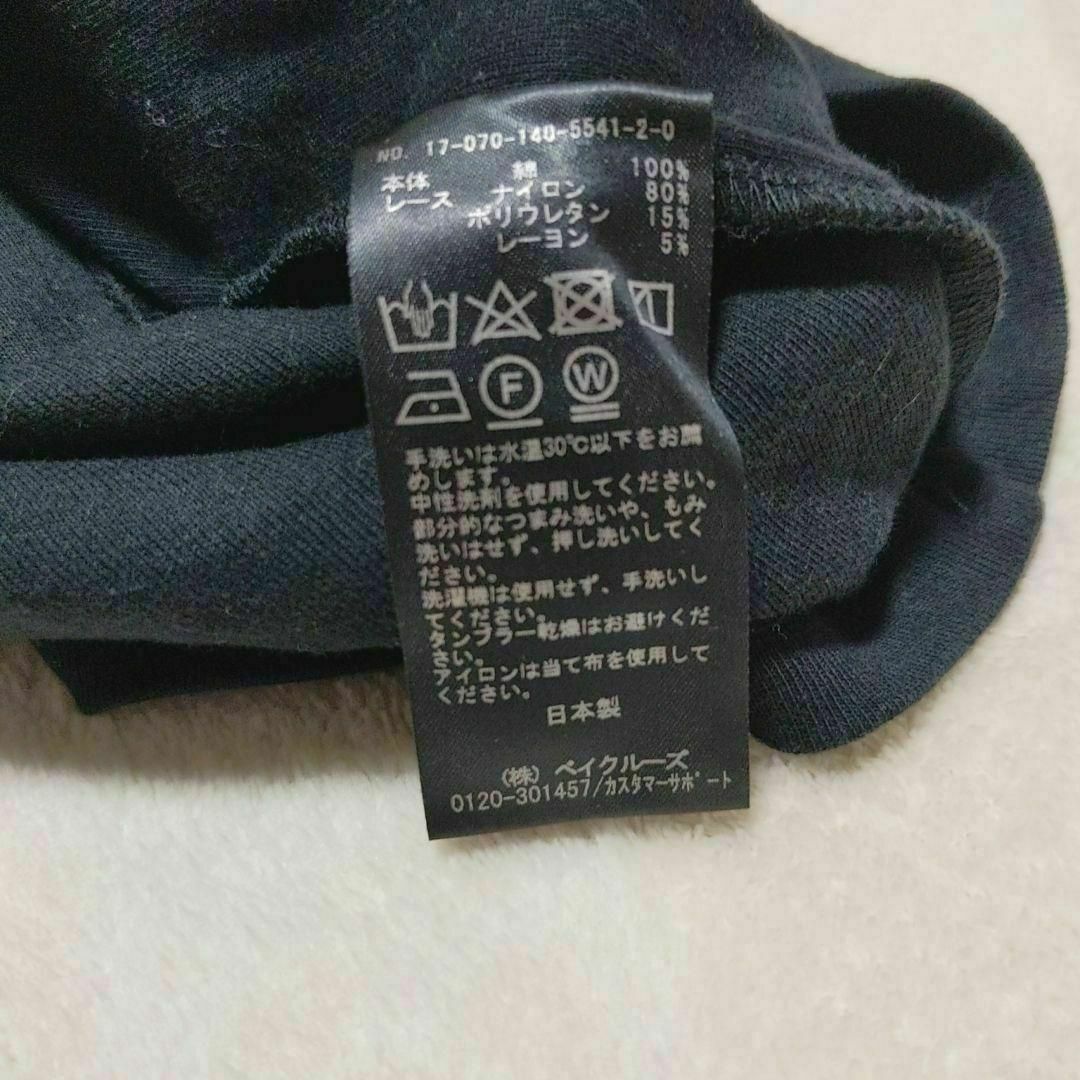 NO. 17-070-140-5541-2-0
本体 綿 100%
レース ナイロン 80%
ポリウレタン 15%
レーヨン 5%
F W
手洗いは水温30℃以下をお薦
めします。
中性洗剤を使用してください。
部分的なつまみ洗いや、もみ
洗いはせず、押し洗いしてく
ださい。
洗濯機は使用せず、手洗いし
てください。
タンブラー乾燥はお避けくだ
さい。
アイロンは当て布を使用して
ください。
日本製
(株) ベイクルーズ
0120-301457/カスタマーサポート